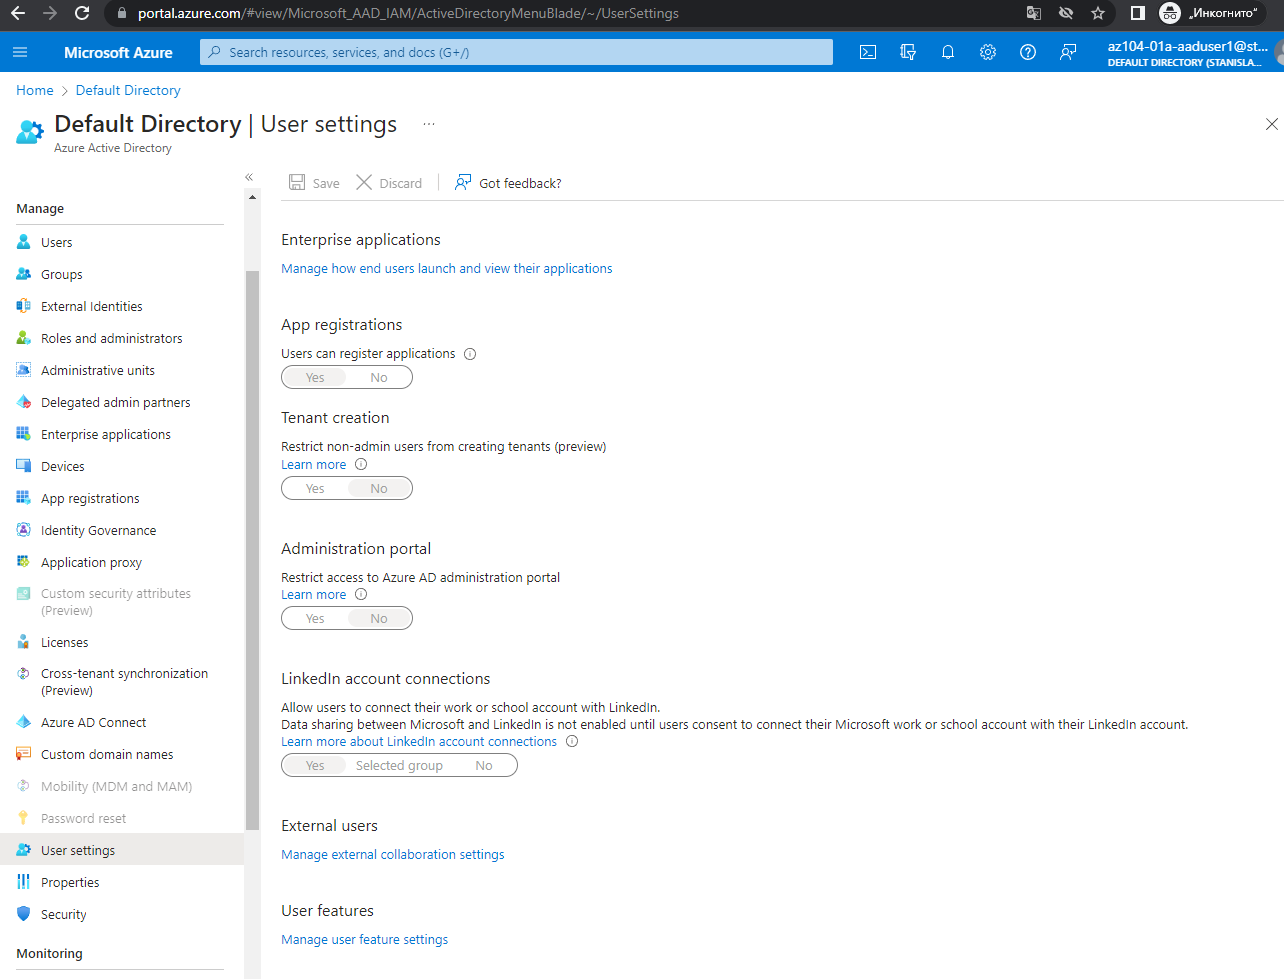 portal.azure.com/#view/Microsoft_AAD_IAM/ActiveDirectoryMenuBlade/~/UserSettings
„Инкогнито“
Microsoft Azure
Search resources, services, and docs (G+/)
az104-01a-aaduser1@st...
DEFAULT DIRECTORY (STANISLA...
Home > Default Directory
Default Directory | User settings ...
Azure Active Directory
«
Manage
Users
Groups
External Identities
Roles and administrators
Administrative units
Delegated admin partners
Enterprise applications
Devices
App registrations
Identity Governance
Application proxy
Custom security attributes
(Preview)
Licenses
Cross-tenant synchronization
(Preview)
Azure AD Connect
Custom domain names
Mobility (MDM and MAM)
Password reset
User settings
Properties
Security
Monitoring
Save Discard Got feedback?
Enterprise applications
Manage how end users launch and view their applications
App registrations
Users can register applications
Yes No
Tenant creation
Restrict non-admin users from creating tenants (preview)
Learn more
Yes No
Administration portal
Restrict access to Azure AD administration portal
Learn more
Yes No
LinkedIn account connections
Allow users to connect their work or school account with LinkedIn.
Data sharing between Microsoft and LinkedIn is not enabled until users consent to connect their Microsoft work or school account with their LinkedIn account.
Learn more about LinkedIn account connections
Yes Selected group No
External users
Manage external collaboration settings
User features
Manage user feature settings